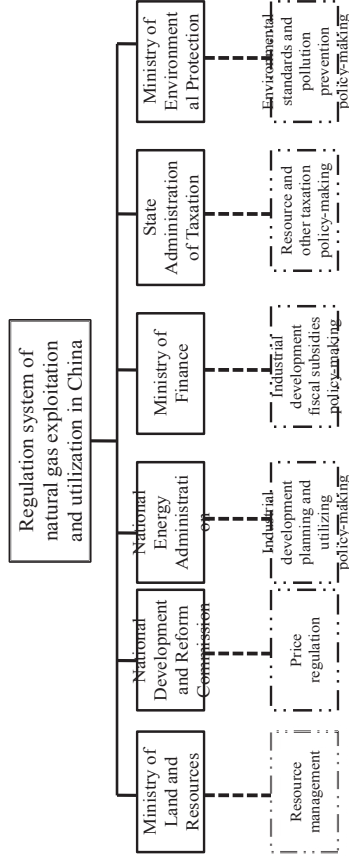 Regulation system of
natural gas exploitation
and utilization in China
Ministry of
Land and
Resources
National
Development
and Reform
Commission
National
Energy
Administrati
on
Ministry of
Finance
State
Administration
of Taxation
Ministry of
Environment
al Protection
Resource
management
Price
regulation
Industrial
development
planning and
utilizing
policy-making
Industrial
development
fiscal subsidies
policy-making
Resource and
other taxation
policy-making
Environmental
standards and
pollution
prevention
policy-making